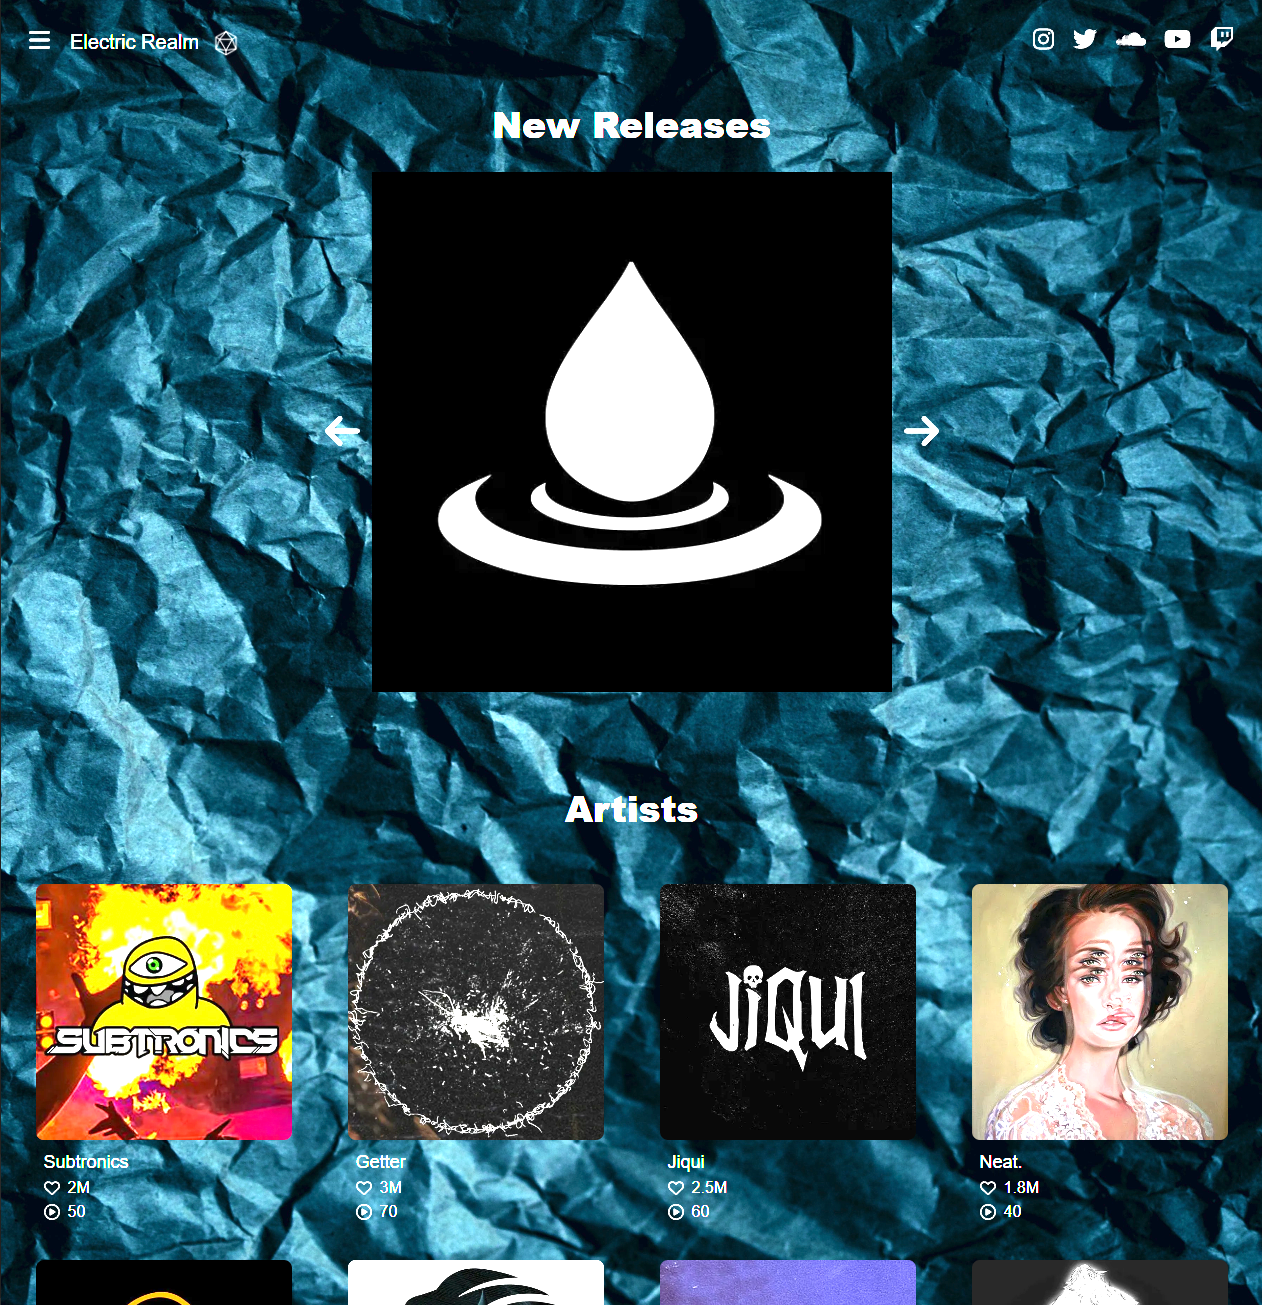 Electric Realm
New Releases
Artists
SUBTRONICS
JiQUI
Subtronics
2M
50
Getter
3M
70
Jiqui
2.5M
60
Neat.
1.8M
40